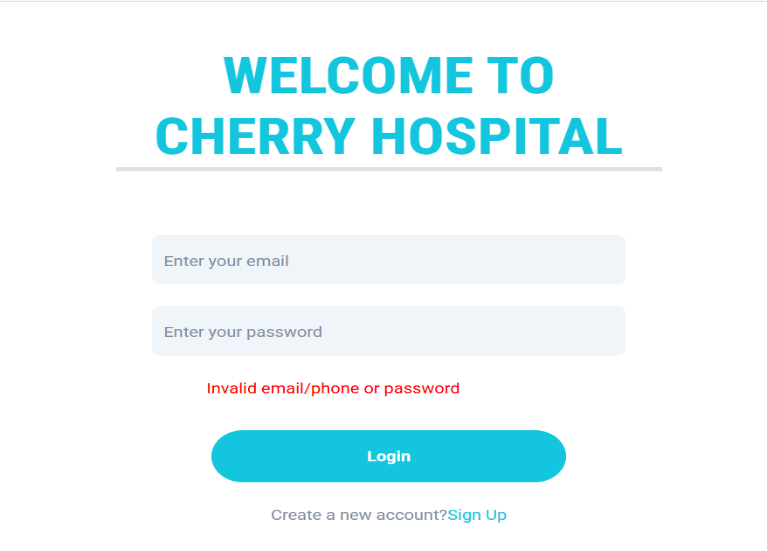 WELCOME TO
CHERRY HOSPITAL
Enter your email
Enter your password
Invalid email/phone or password
Login
Create a new account?Sign Up